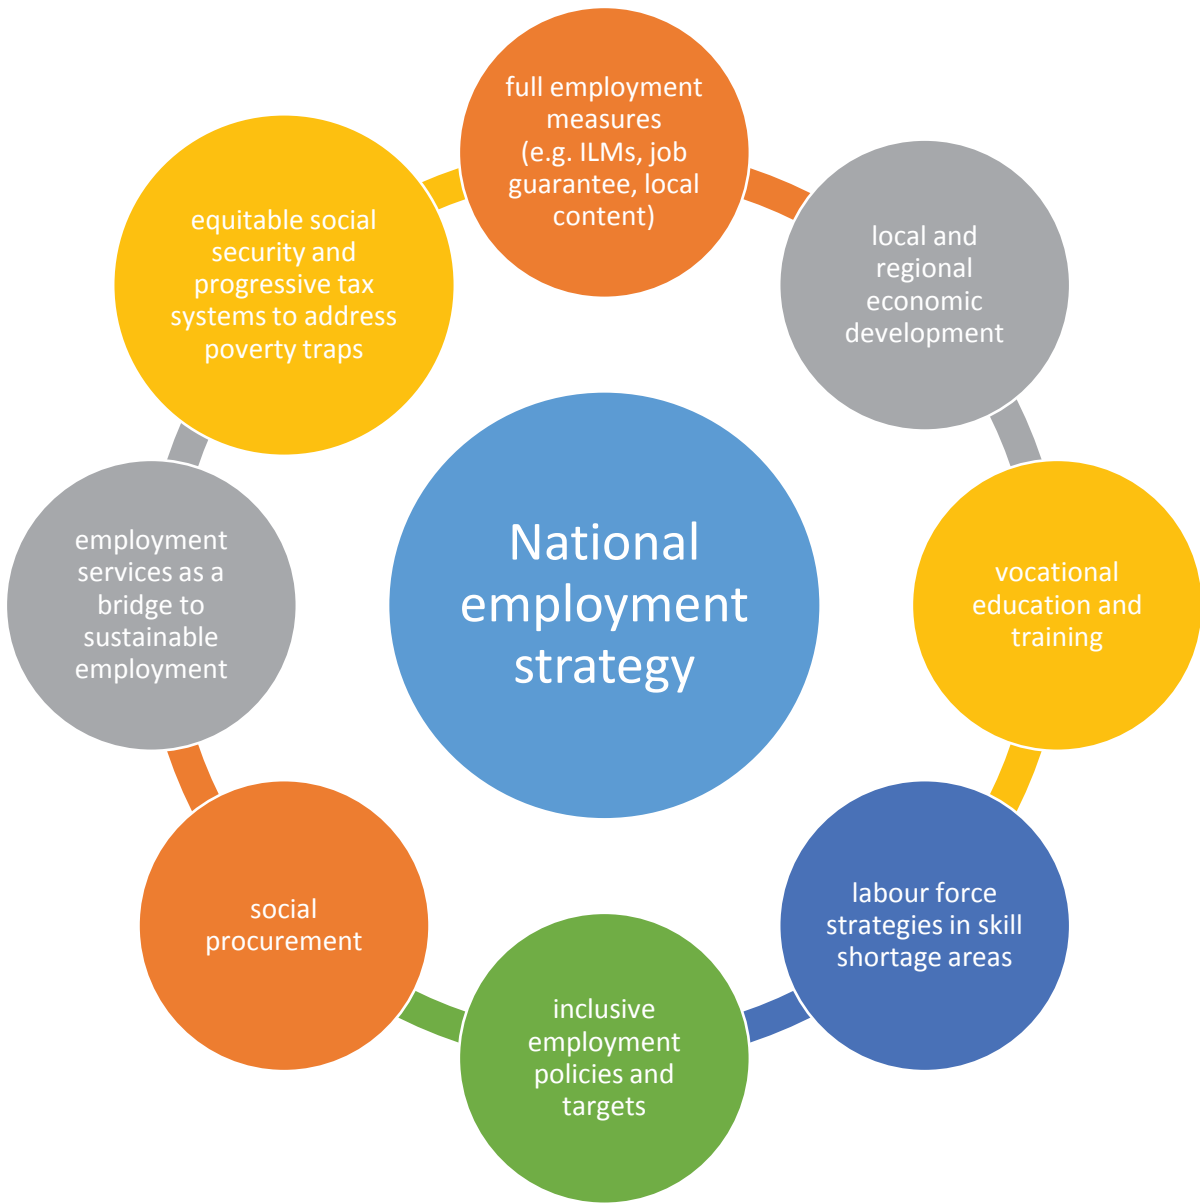 full employment
measures
(e.g. ILMs, job
guarantee, local
content)
local and
regional
economic
development
vocational
education and
training
labour force
strategies in skill
shortage areas
inclusive
employment
policies and
targets
social
procurement
employment
services as a
bridge to
sustainable
employment
equitable social
security and
progressive tax
systems to address
poverty traps
National
employment
strategy